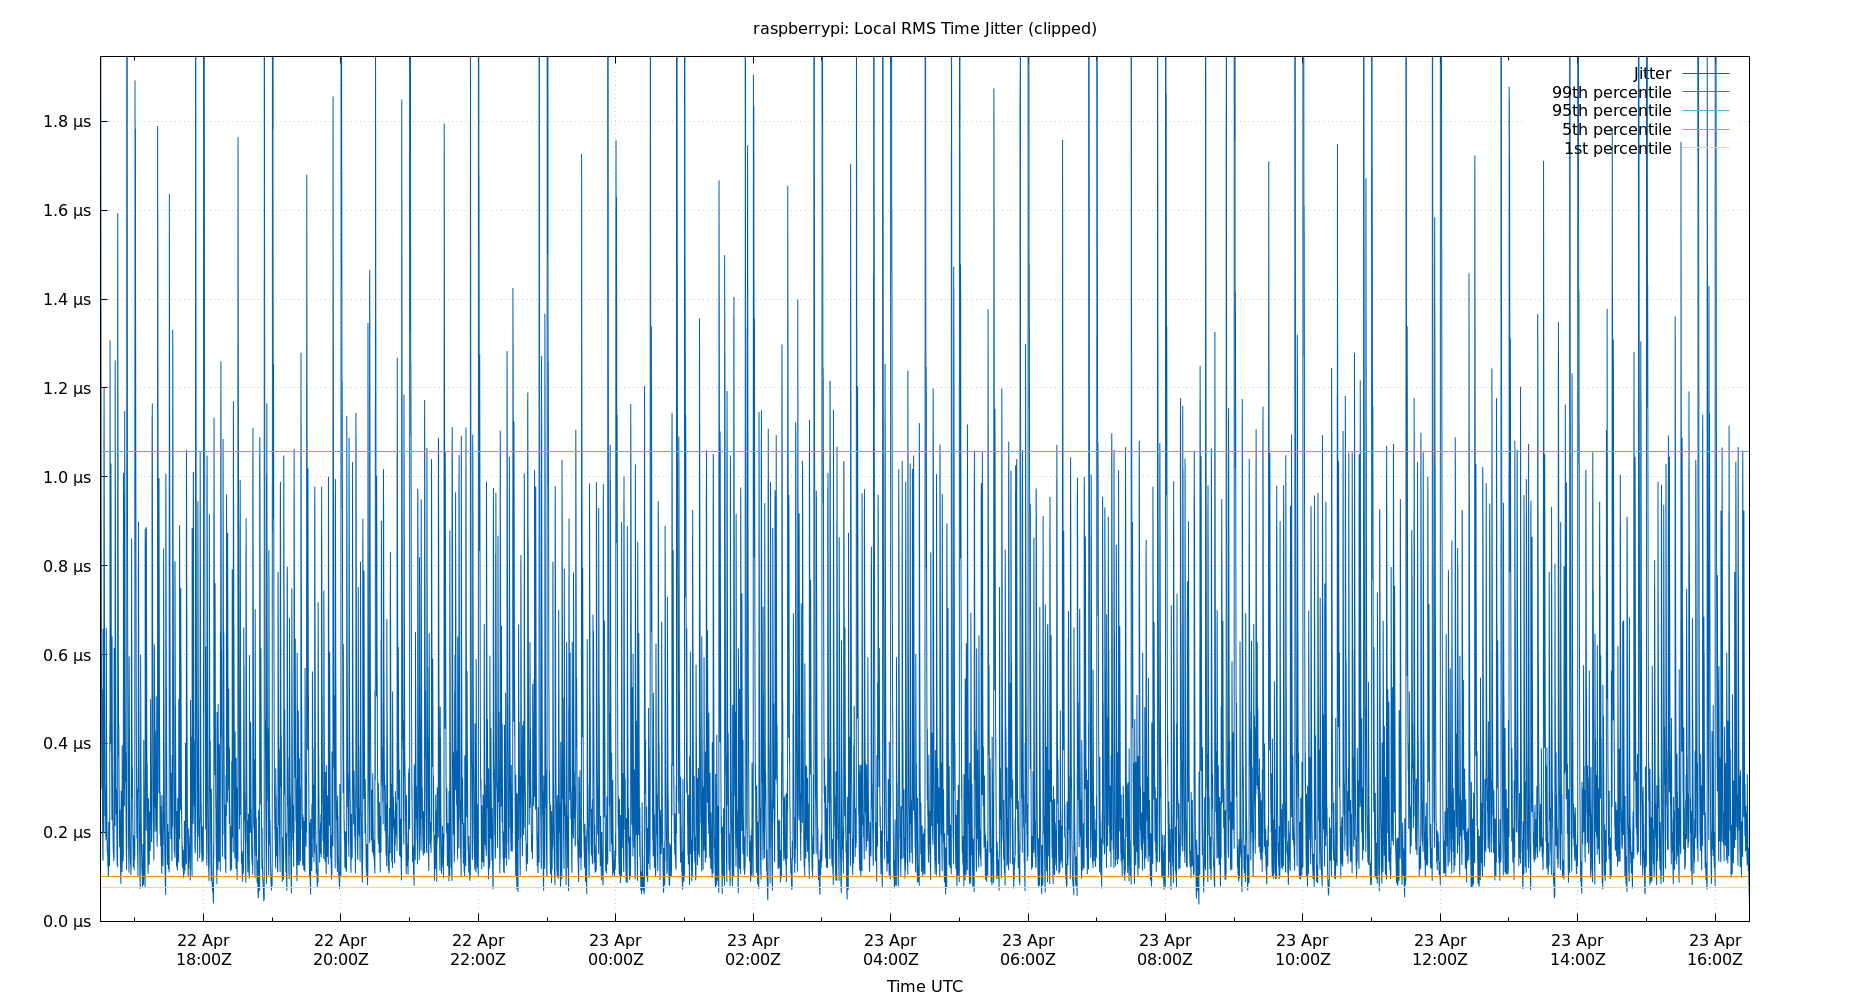 raspberrypi: Local RMS Time Jitter (clipped)
Jitter
99th percentile
95th percentile
5th percentile
1st percentile
1.8 µs
1.6 µs
1.4 µs
1.2 µs
1.0 µs
0.8 µs
0.6 µs
0.4 µs
0.2 µs
0.0 µs
22 Apr 22 Apr 22 Apr 23 Apr 23 Apr 23 Apr 23 Apr 23 Apr 23 Apr 23 Apr 23 Apr 23 Apr
18:00Z 20:00Z 22:00Z 00:00Z 02:00Z 04:00Z 06:00Z 08:00Z 10:00Z 12:00Z 14:00Z 16:00Z
Time UTC